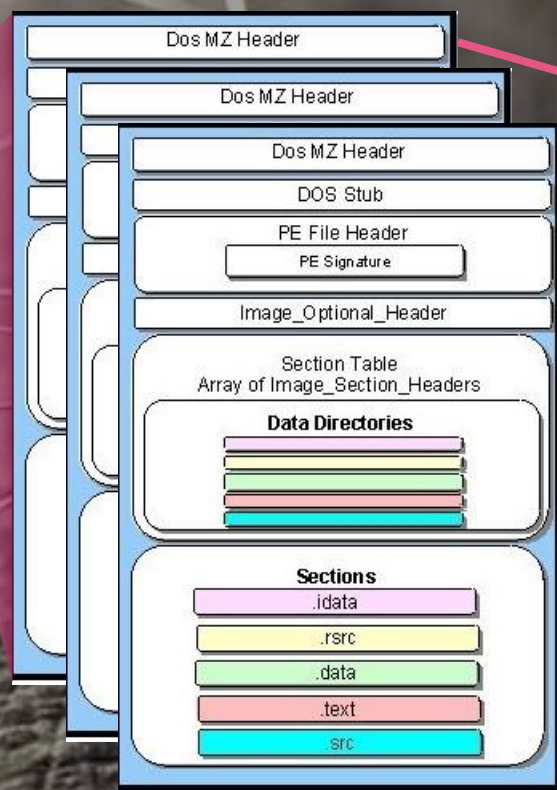 Dos MZ Header
Dos MZ Header
Dos MZ Header
DOS Stub
PE File Header
PE Signature
Image_Optional_Header
Section Table
Array of Image_Section_Headers
Data Directories
Sections
.idata
.rsrc
.data
.text
.src